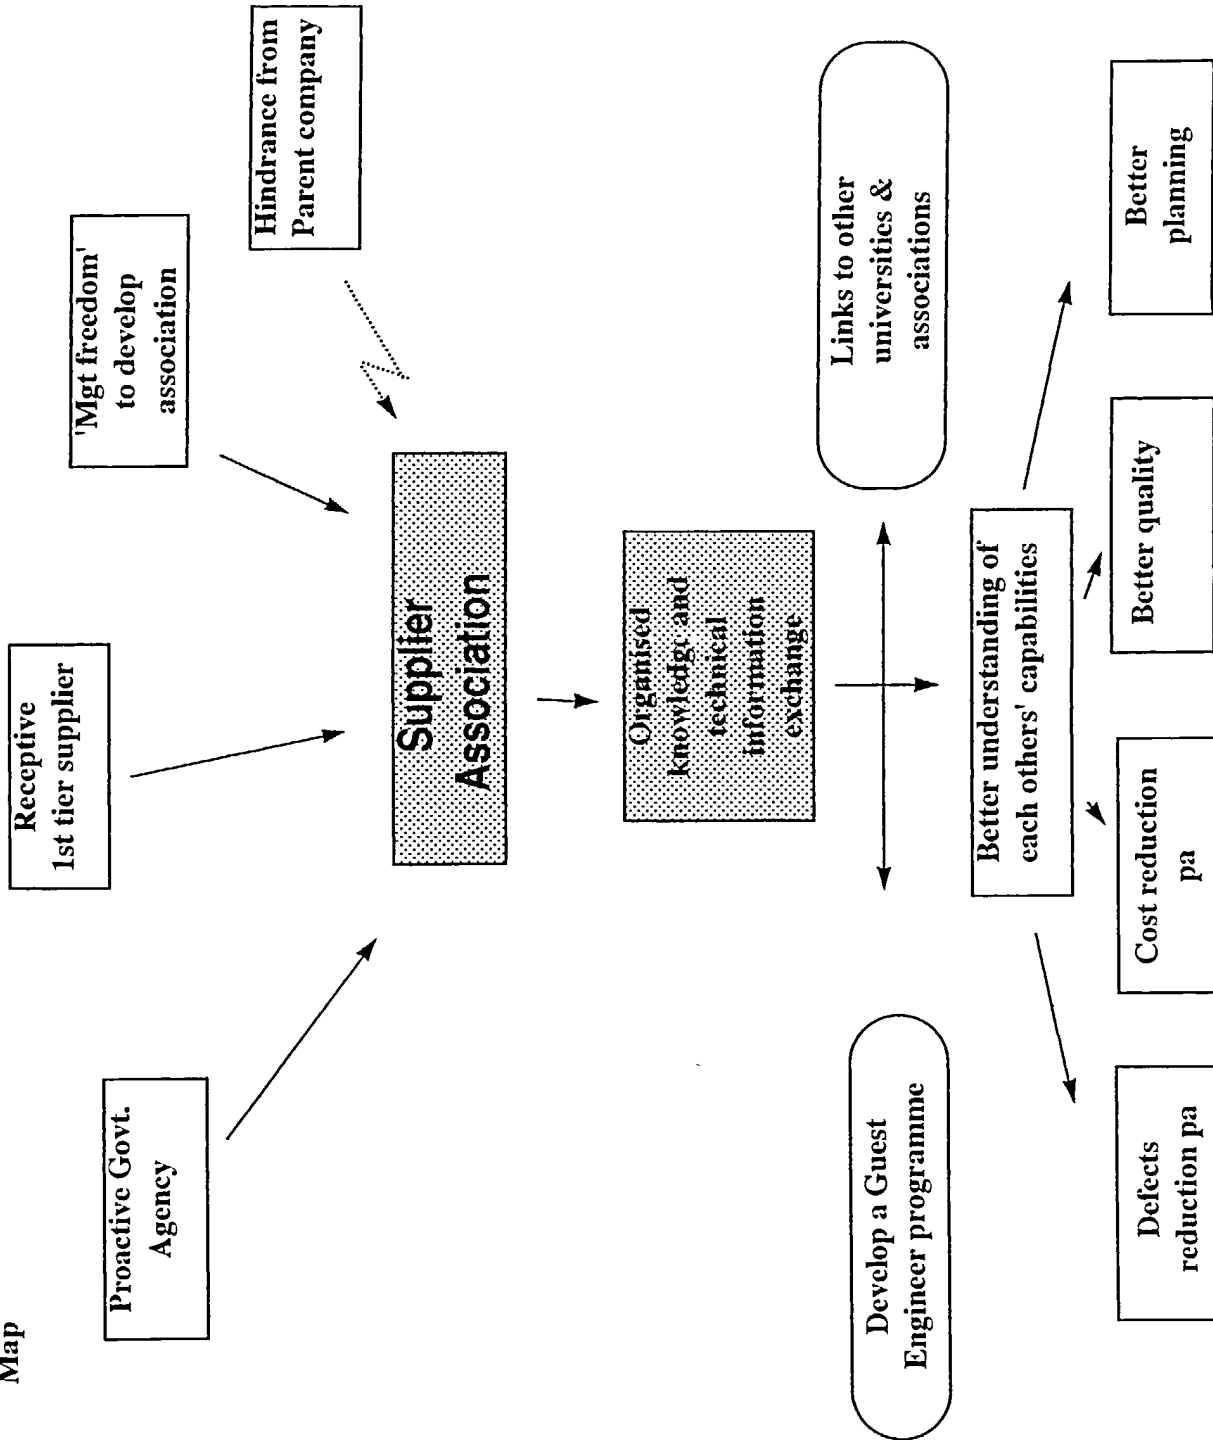 Map
Proactive Govt.
Agency
Receptive
1st tier supplier
'Mgt freedom'
to develop
association
Hindrance from
Parent company
Supplier
Association
Organised
knowledge and
technical
information
exchange
Develop a Guest
Engineer programme
Links to other
universities &
associations
Better understanding of
each others' capabilities
Defects
reduction pa
Cost reduction
pa
Better quality
Better
planning